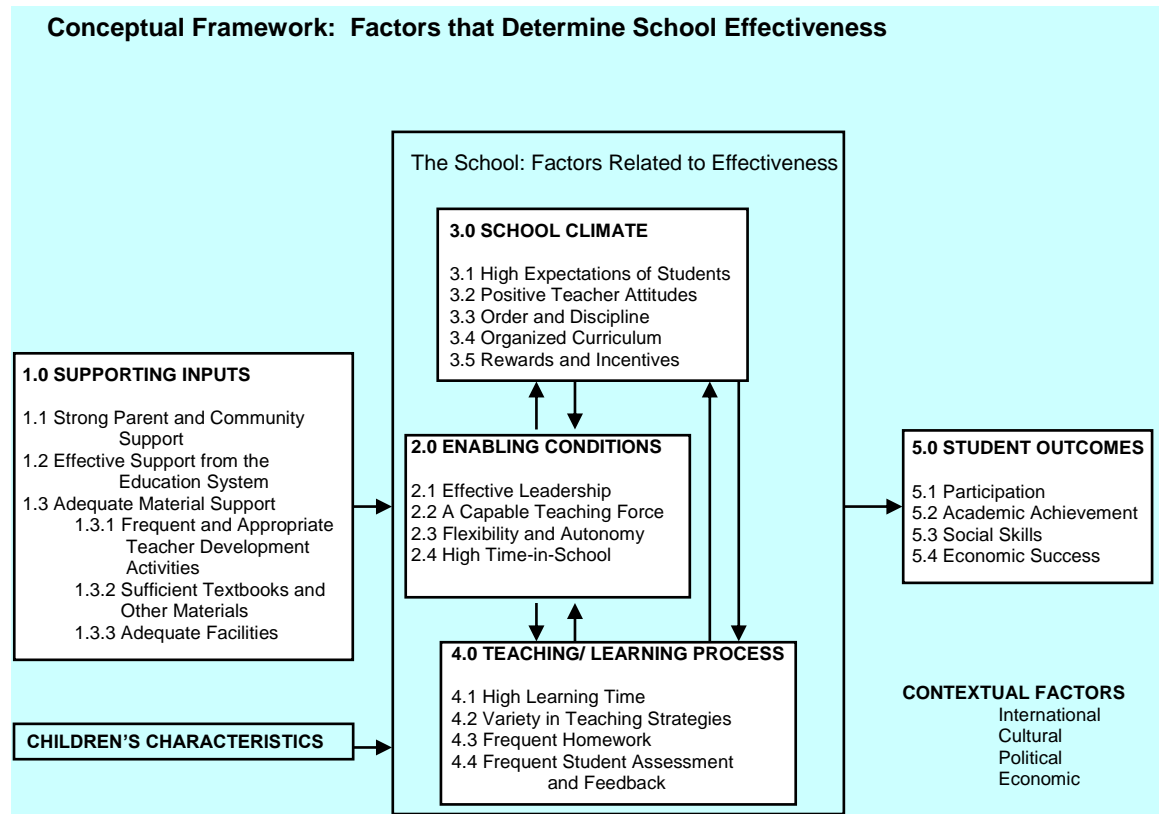 Conceptual Framework:  Factors that Determine School Effectiveness
The School: Factors Related to Effectiveness
3.0 SCHOOL CLIMATE
3.1 High Expectations of Students
3.2 Positive Teacher Attitudes
3.3 Order and Discipline
3.4 Organized Curriculum
3.5 Rewards and Incentives
1.0 SUPPORTING INPUTS
1.1 Strong Parent and Community
Support
1.2 Effective Support from the
Education System
1.3 Adequate Material Support
1.3.1 Frequent and Appropriate
Teacher Development
Activities
1.3.2 Sufficient Textbooks and
Other Materials
1.3.3 Adequate Facilities
2.0 ENABLING CONDITIONS
2.1 Effective Leadership
2.2 A Capable Teaching Force
2.3 Flexibility and Autonomy
2.4 High Time-in-School
5.0 STUDENT OUTCOMES
5.1 Participation
5.2 Academic Achievement
5.3 Social Skills
5.4 Economic Success
4.0 TEACHING/ LEARNING PROCESS
4.1 High Learning Time
4.2 Variety in Teaching Strategies
4.3 Frequent Homework
4.4 Frequent Student Assessment
and Feedback
CHILDREN'S CHARACTERISTICS
CONTEXTUAL FACTORS
International
Cultural
Political
Economic